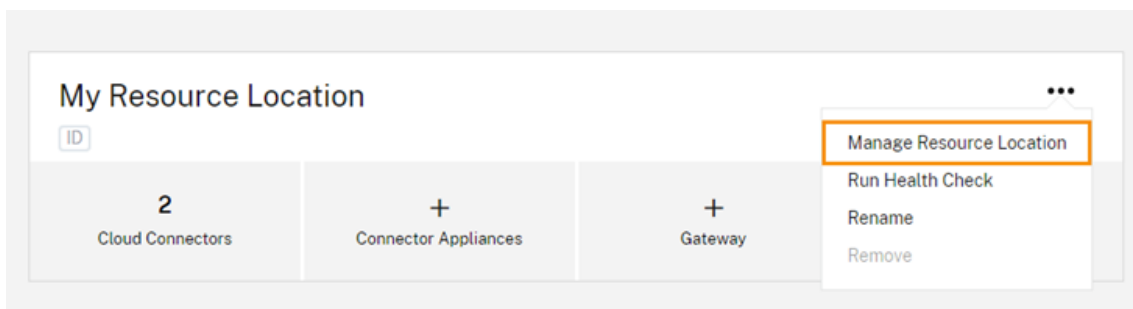 My Resource Location
•••
ID
Manage Resource Location
Run Health Check
Rename
Remove
2
+
+
Cloud Connectors
Connector Appliances
Gateway